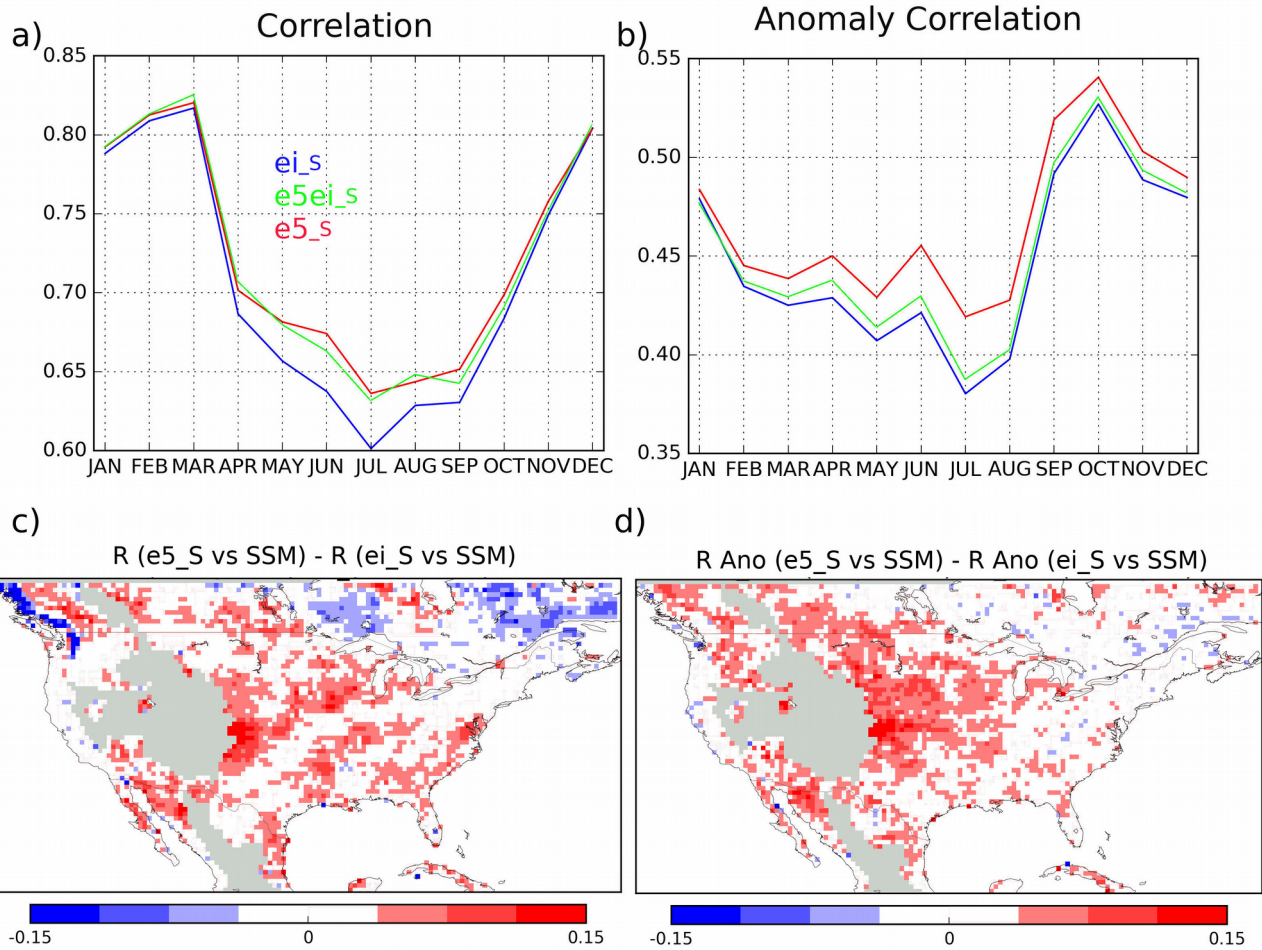 a)
Correlation
0.85
0.80
0.75
0.70
0.65
0.60
ei_S
e5ei_S
e5_S
JAN FEB MAR APR MAY JUN JUL AUG SEP OCT NOV DEC
b)
Anomaly Correlation
0.55
0.50
0.45
0.40
0.35
JAN FEB MAR APR MAY JUN JUL AUG SEP OCT NOV DEC
c)
R (e5_S vs SSM) - R (ei_S vs SSM)
-0.15 0 0.15
d)
R Ano (e5_S vs SSM) - R Ano (ei_S vs SSM)
-0.15 0 0.15